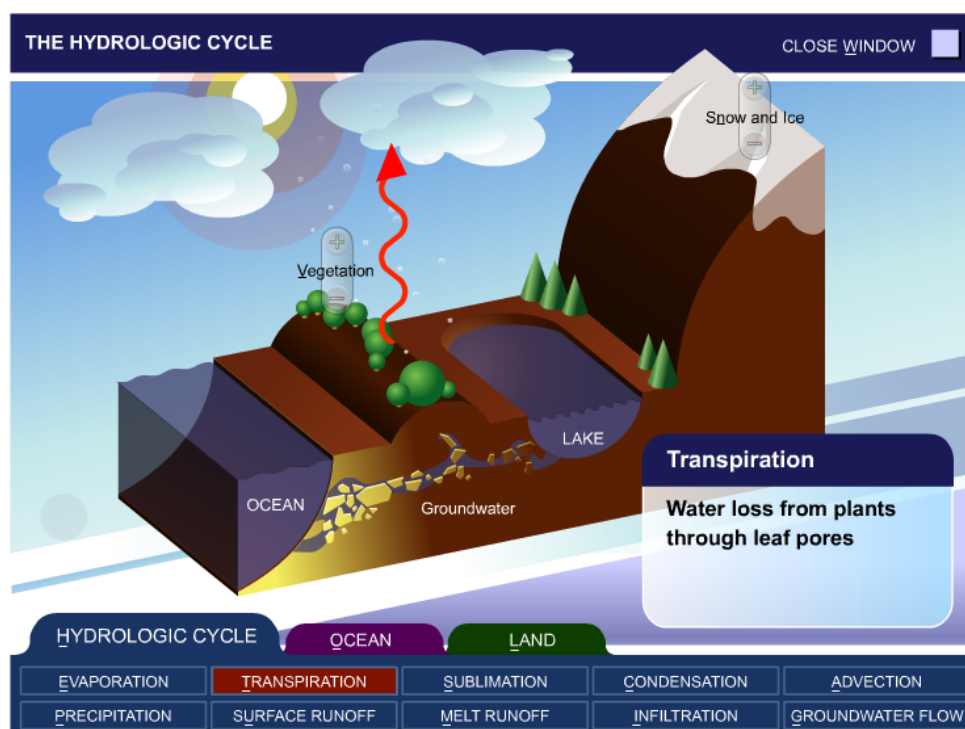 THE HYDROLOGIC CYCLE
CLOSE WINDOW
Snow and Ice
Vegetation
LAKE
OCEAN
Groundwater
Transpiration
Water loss from plants
through leaf pores
HYDROLOGIC CYCLE
OCEAN
LAND
EVAPORATION
TRANSPIRATION
SUBLIMATION
CONDENSATION
ADVECTION
PRECIPITATION
SURFACE RUNOFF
MELT RUNOFF
INFILTRATION
GROUNDWATER FLOW